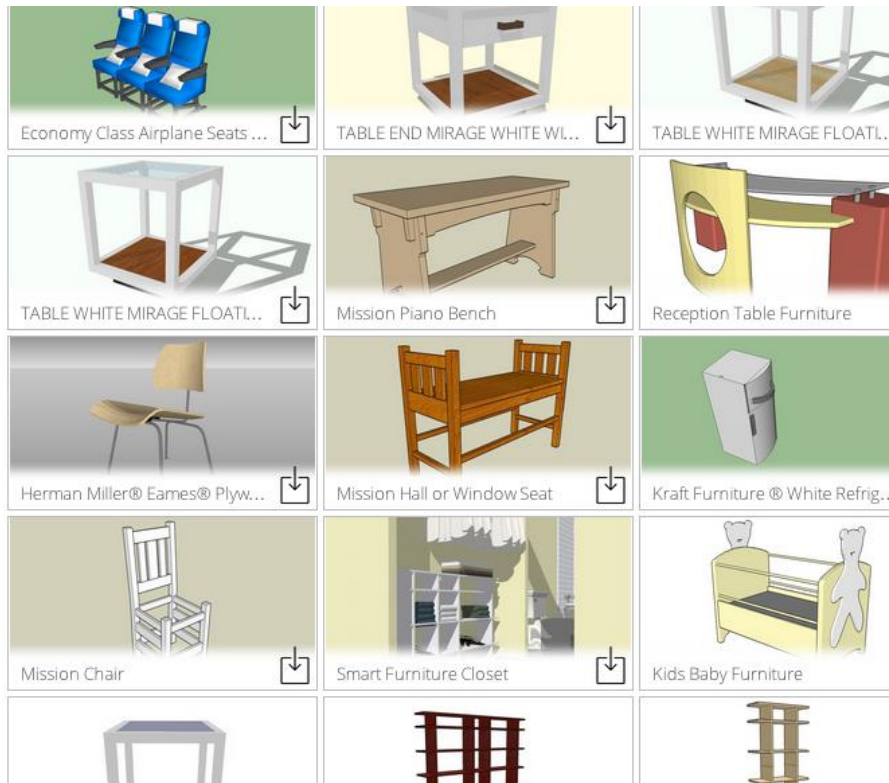 Economy Class Airplane Seats ...
TABLE END MIRAGE WHITE WI...
TABLE WHITE MIRAGE FLOATI...
TABLE WHITE MIRAGE FLOATI...
Mission Piano Bench
Reception Table Furniture
Herman Miller® Eames® Plyw...
Mission Hall or Window Seat
Kraft Furniture ® White Refrig...
Mission Chair
Smart Furniture Closet
Kids Baby Furniture